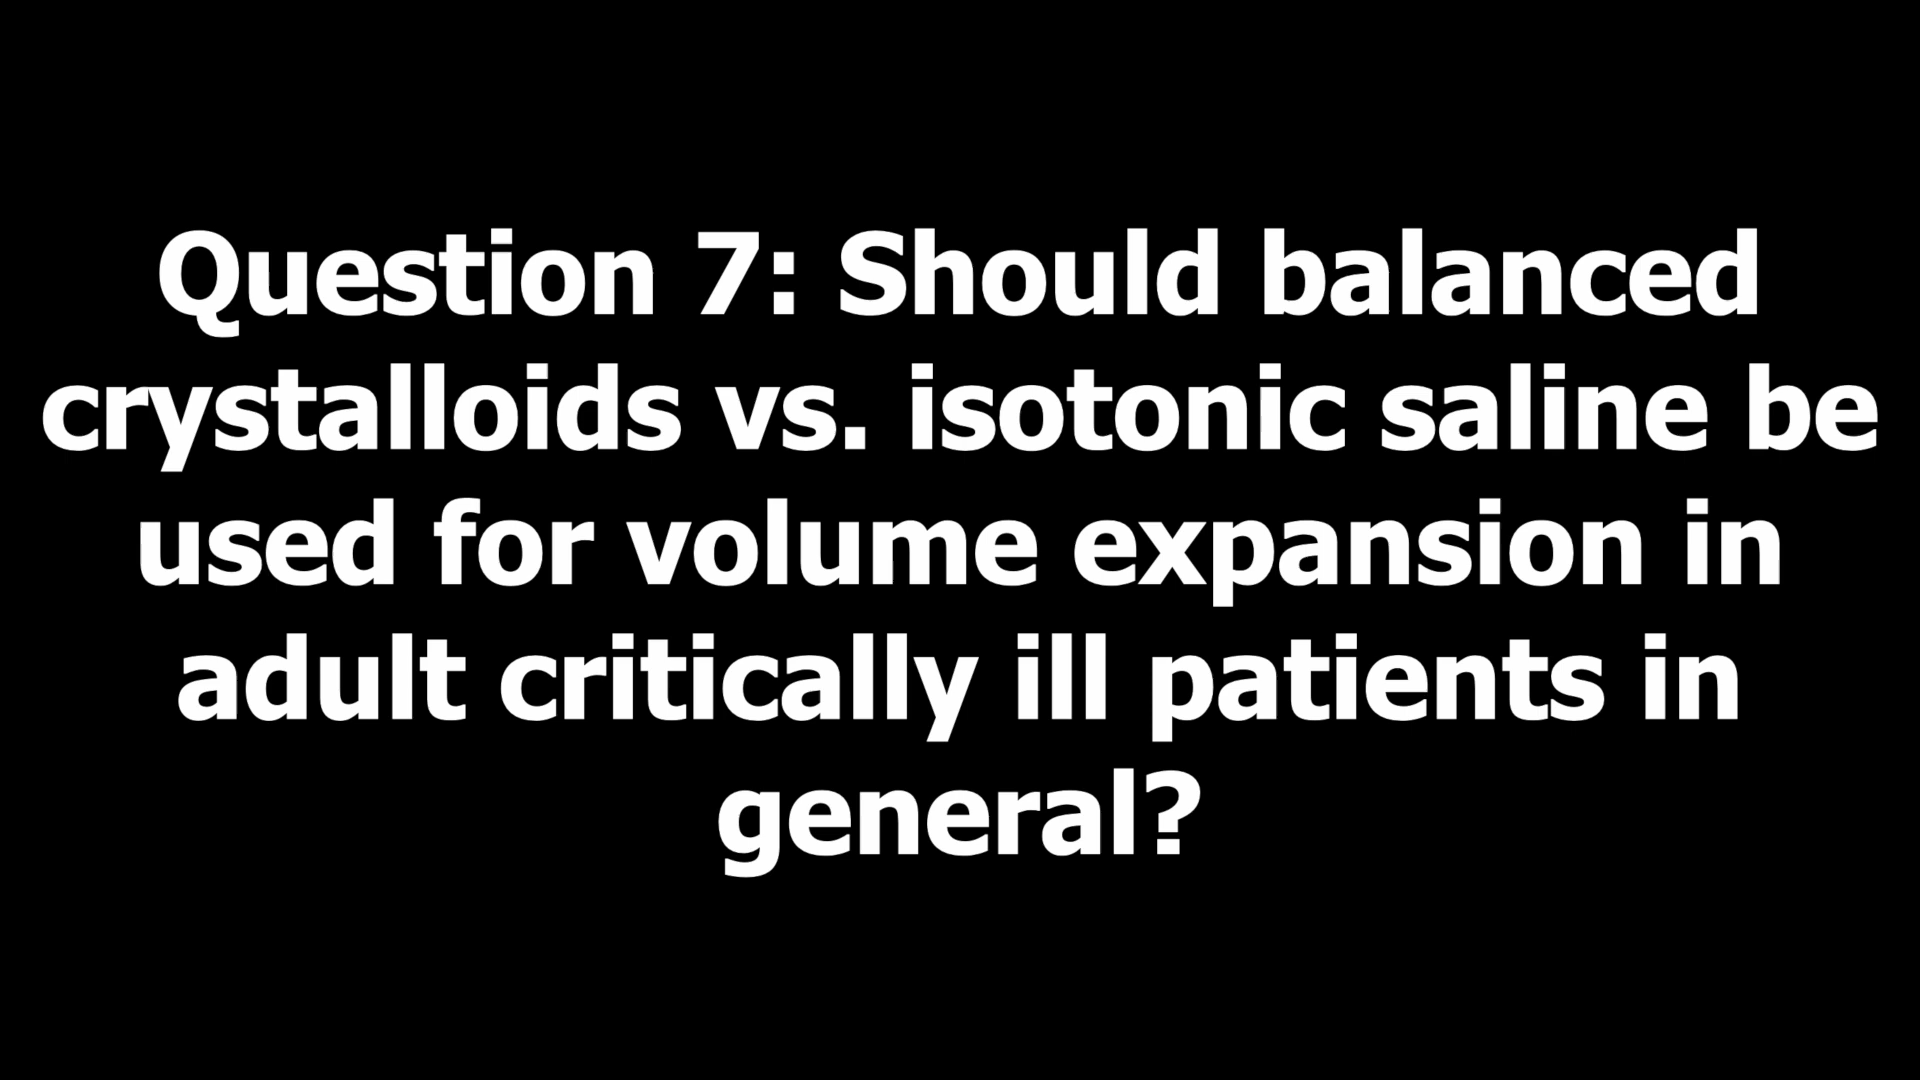 Question 7: Should balanced
crystalloids vs. isotonic saline be
used for volume expansion in
adult critically ill patients in
general?